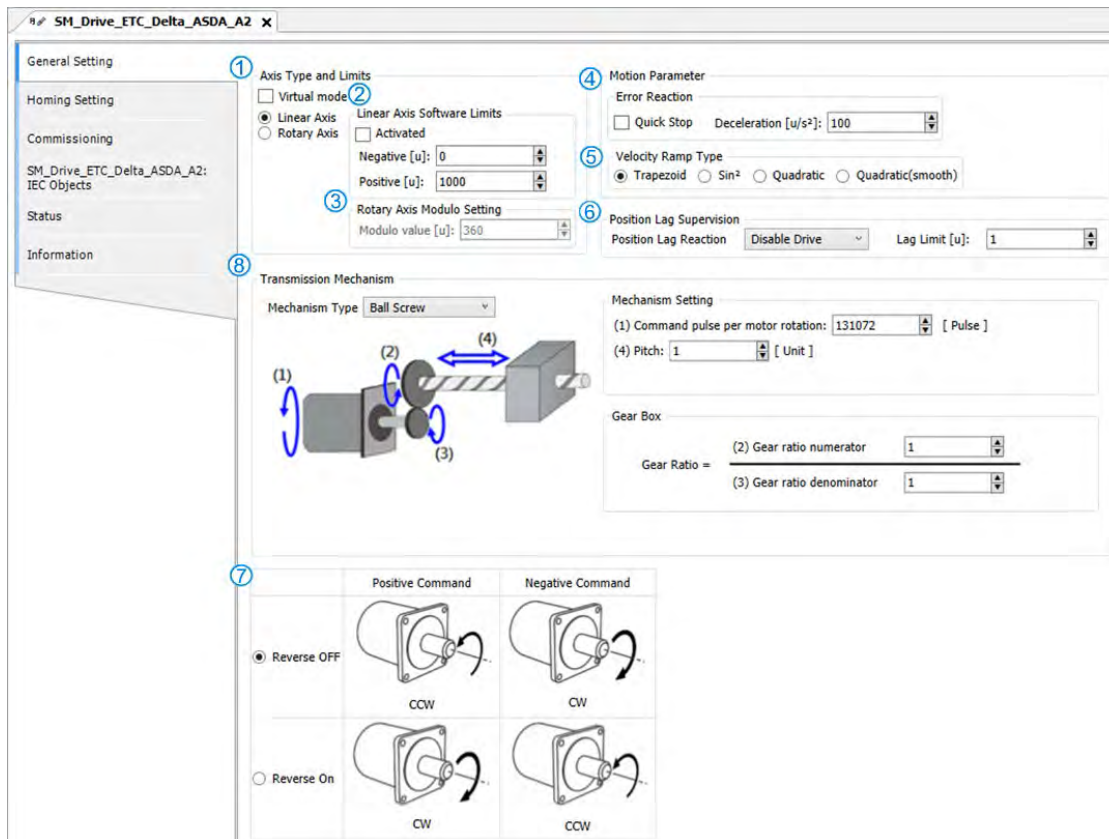 SM_Drive_ETC_Delta_ASDA_A2
General Setting
Homing Setting
Commissioning
SM_Drive_ETC_Delta_ASDA_A2:
IEC Objects
Status
Information
1
Axis Type and Limits
Virtual mode
2
Linear Axis
Rotary Axis
Linear Axis Software Limits
Activated
Negative [u]: 0
Positive [u]: 1000
3
Rotary Axis Modulo Setting
Modulo value [u]: 360
4
Motion Parameter
Error Reaction
Quick Stop Deceleration [u/s²]: 100
5
Velocity Ramp Type
Trapezoid Sin² Quadratic Quadratic(smooth)
6
Position Lag Supervision
Position Lag Reaction Disable Drive Lag Limit [u]: 1
8
Transmission Mechanism
Mechanism Type Ball Screw
(1)
(2)
(4)
(3)
Mechanism Setting
(1) Command pulse per motor rotation: 131072 [ Pulse ]
(4) Pitch: 1 [ Unit ]
Gear Box
Gear Ratio =
(2) Gear ratio numerator 1
(3) Gear ratio denominator 1
7
Positive Command Negative Command
Reverse OFF
CCW CW
Reverse On
CW CCW